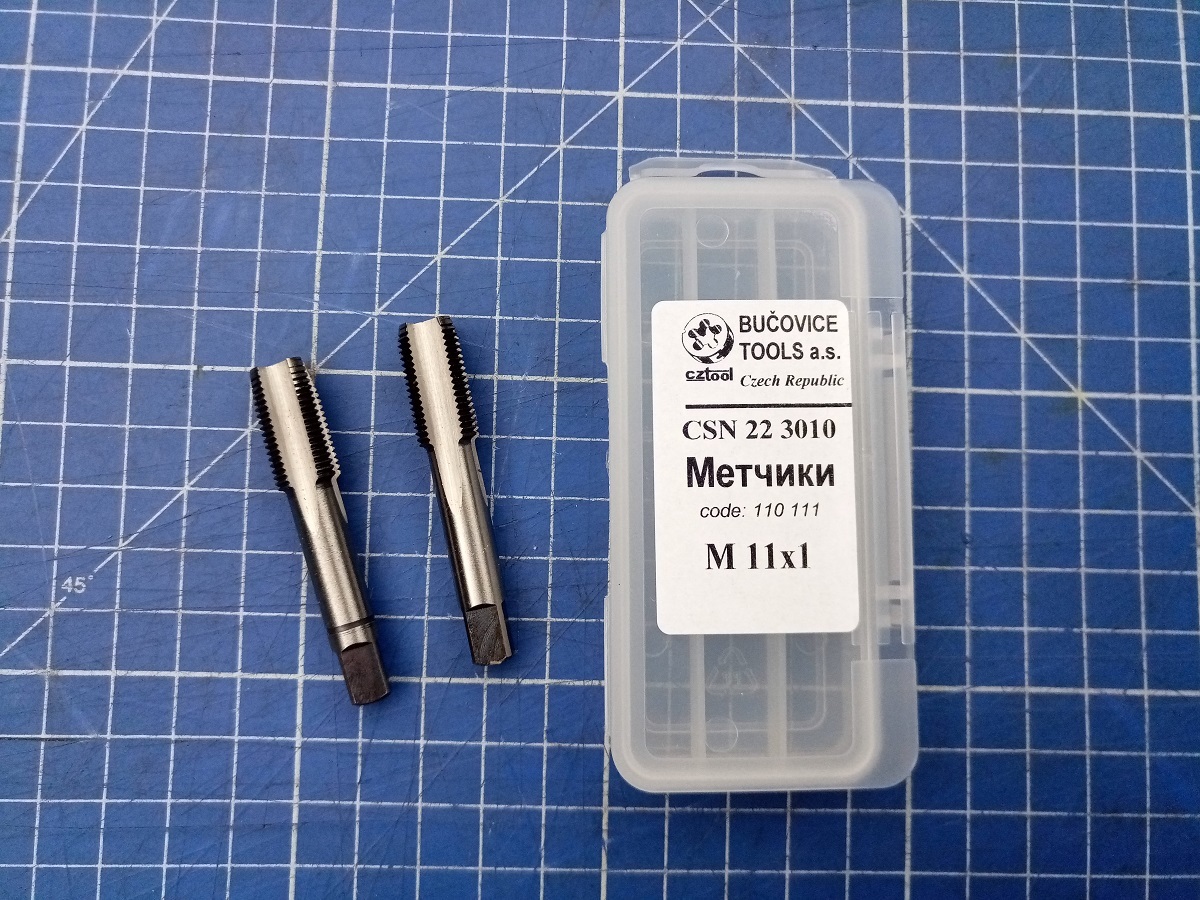 BUČOVICE
TOOLS a.s.
cztool
Czech Republic
CSN 22 3010
Метчики
code: 110 111
M 11x1
45°